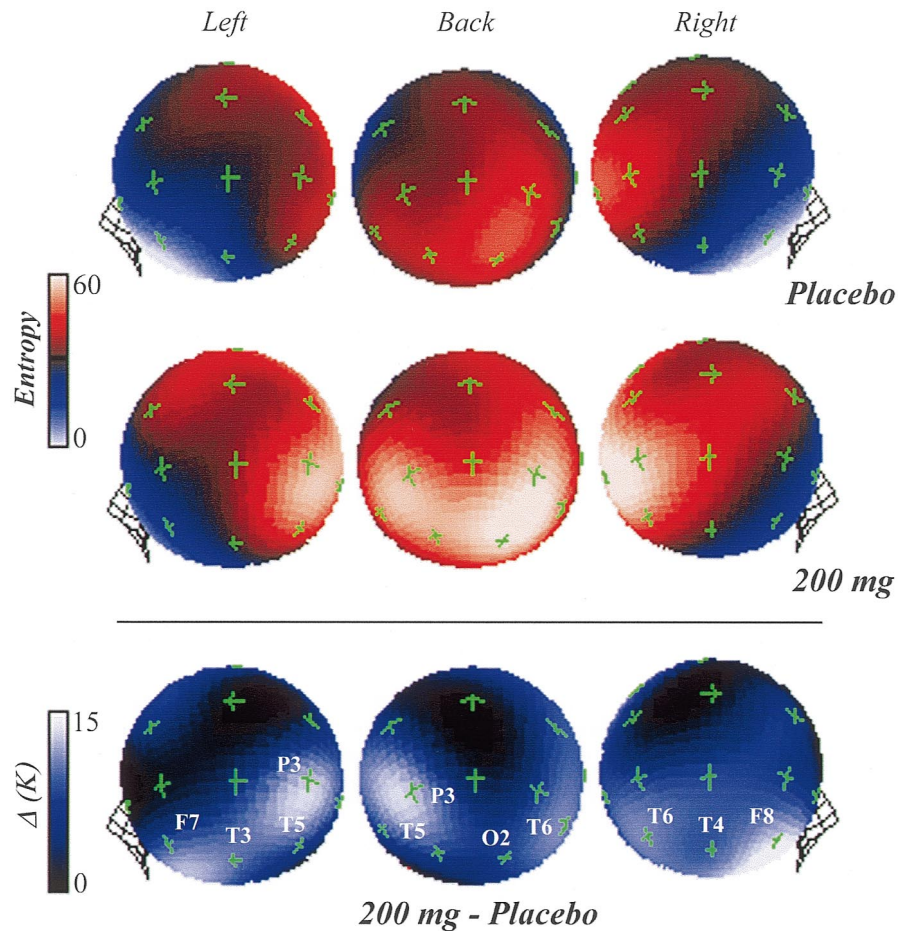 Left Back Right
Placebo
60
Entropy
0
200 mg
15
Δ (K)
0
P3
F7 T3 T5
P3
T5 O2 T6
T6 T4 F8
200 mg - Placebo